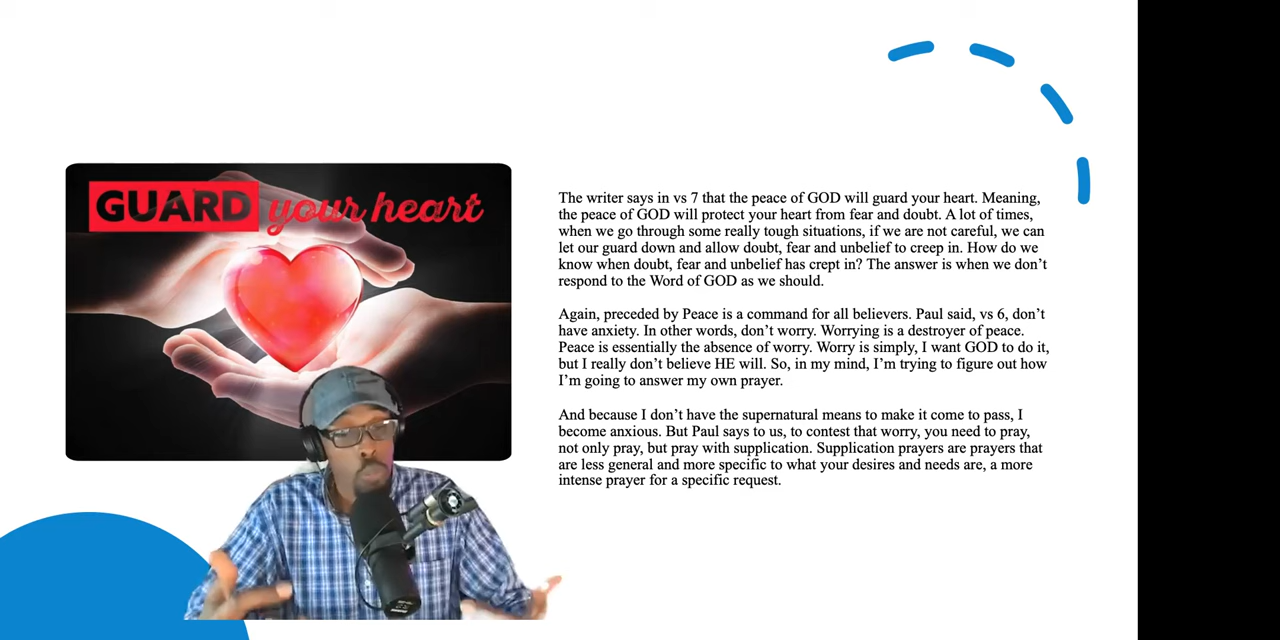 GUARD your heart
The writer says in vs 7 that the peace of GOD will guard your heart. Meaning,
the peace of GOD will protect your heart from fear and doubt. A lot of times,
when we go through some really tough situations, if we are not careful, we can
let our guard down and allow doubt, fear and unbelief to creep in. How do we
know when doubt, fear and unbelief has crept in? The answer is when we don’t
respond to the Word of GOD as we should.
Again, preceded by Peace is a command for all believers. Paul said, vs 6, don’t
have anxiety. In other words, don’t worry. Worrying is a destroyer of peace.
Peace is essentially the absence of worry. Worry is simply, I want GOD to do it,
but I really don’t believe HE will. So, in my mind, I’m trying to figure out how
I’m going to answer my own prayer.
And because I don’t have the supernatural means to make it come to pass, I
become anxious. But Paul says to us, to contest that worry, you need to pray,
not only pray, but pray with supplication. Supplication prayers are prayers that
are less general and more specific to what your desires and needs are, a more
intense prayer for a specific request.